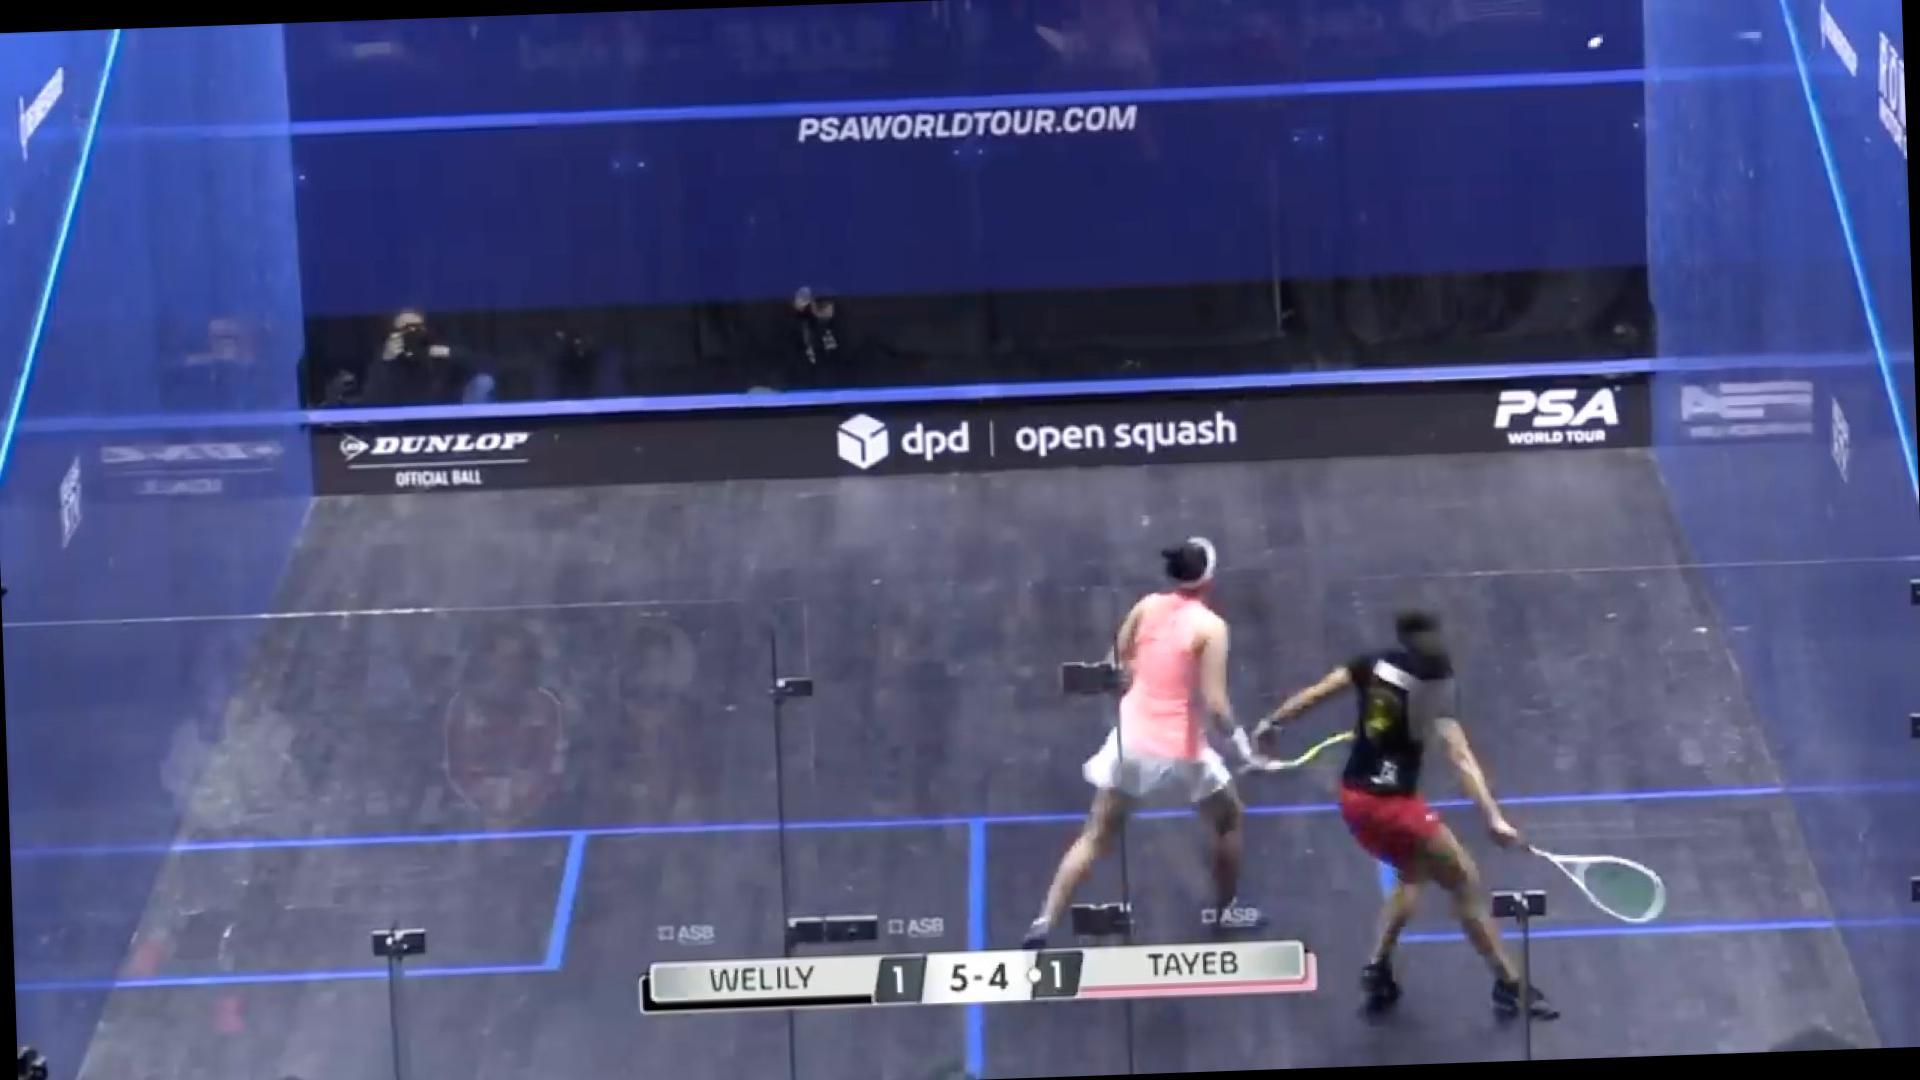 PSAWORLDTOUR.COM
DUNLOP
OFFICIAL BALL
dpd | open squash
PSA
WORLD TOUR
ASB
ASB
ASB
WELILY 1 5-4 1 TAYEB